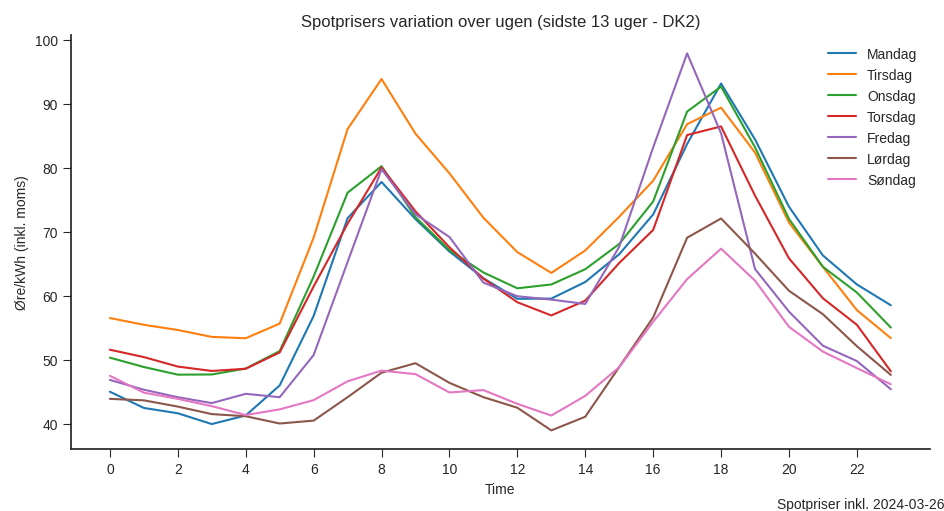 Spotprisers variation over ugen (sidste 13 uger - DK2)
100
90
80
70
60
50
40
Øre/kWh (inkl. moms)
Mandag
Tirsdag
Onsdag
Torsdag
Fredag
Lørdag
Søndag
0 2 4 6 8 10 12 14 16 18 20 22
Time
Spotpriser inkl. 2024-03-26